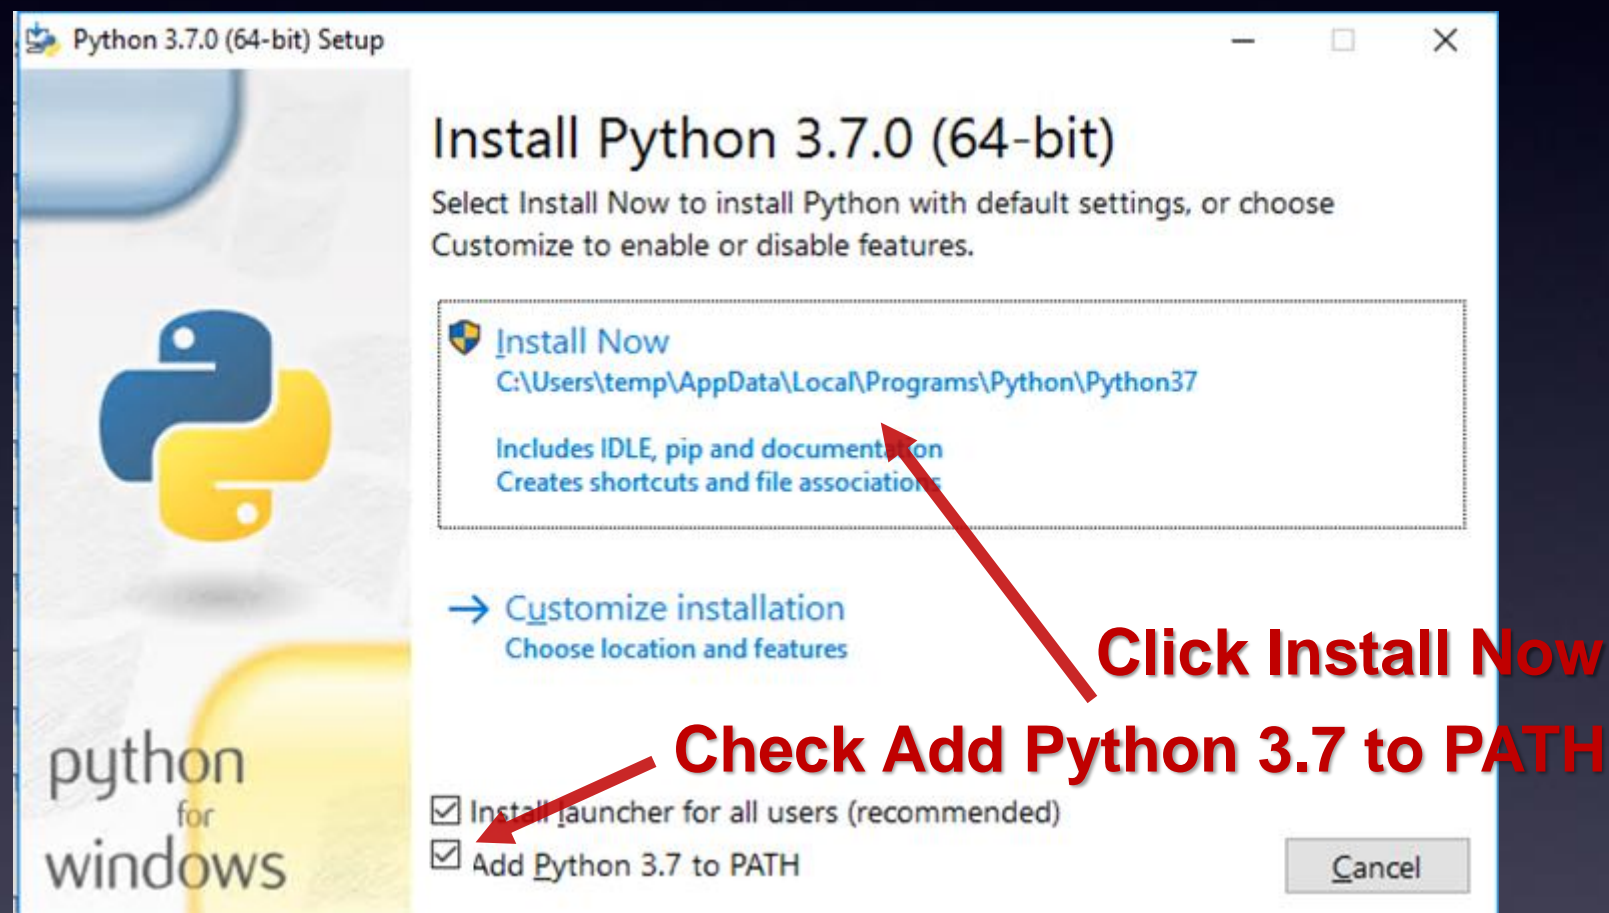 Python 3.7.0 (64-bit) Setup
Install Python 3.7.0 (64-bit)
Select Install Now to install Python with default settings, or choose
Customize to enable or disable features.
Install Now
C:\Users\temp\AppData\Local\Programs\Python\Python37
Includes IDLE, pip and documentation
Creates shortcuts and file associations
Customize installation
Choose location and features
Click Install Now
Check Add Python 3.7 to PATH
Install launcher for all users (recommended)
Add Python 3.7 to PATH
Cancel
python
for
windows